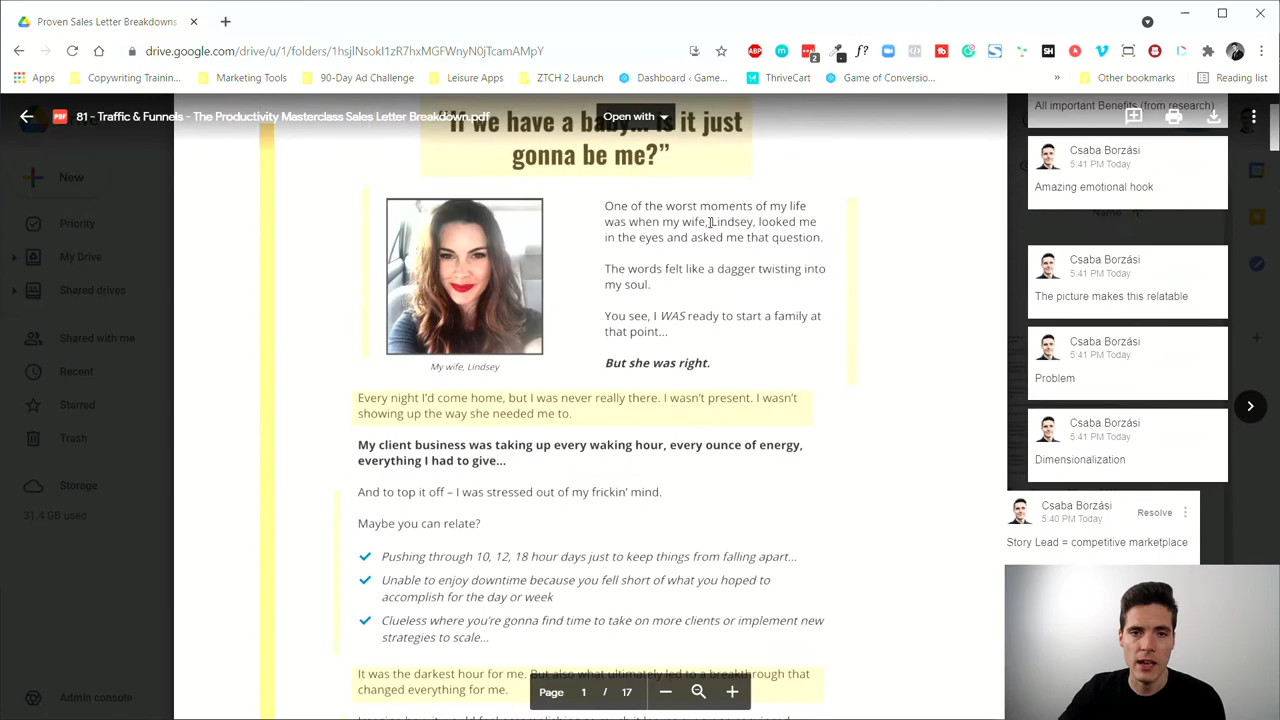 Proven Sales Letter Breakdowns
drive.google.com/drive/u/1/folders/1hsjlNsokI1zR7hxMGFWnyN0jTcamAMpY
Apps
Copywriting Trainin...
Marketing Tools
90-Day Ad Challenge
Leisure Apps
ZTCH 2 Launch
Dashboard ‹ Game...
ThriveCart
Game of Conversio...
»
Other bookmarks
Reading list
81 - Traffic & Funnels - The Productivity Masterclass Sales Letter Breakdown.pdf
Open with
New
Priority
My Drive
Shared drives
Shared with me
Recent
Starred
Trash
Storage
31.4 GB used
Admin console
"If we have a baby... is it just
gonna be me?”
One of the worst moments of my life
was when my wife, Lindsey, looked me
in the eyes and asked me that question.
The words felt like a dagger twisting into
my soul.
You see, I WAS ready to start a family at
that point...
But she was right.
My wife, Lindsey
Every night I’d come home, but I was never really there. I wasn’t present. I wasn’t
showing up the way she needed me to.
My client business was taking up every waking hour, every ounce of energy,
everything I had to give...
And to top it off – I was stressed out of my frickin’ mind.
Maybe you can relate?
Pushing through 10, 12, 18 hour days just to keep things from falling apart...
Unable to enjoy downtime because you fell short of what you hoped to
accomplish for the day or week
Clueless where you’re gonna find time to take on more clients or implement new
strategies to scale...
It was the darkest hour for me. But also what ultimately led to a breakthrough that
changed everything for me.
Page 1 / 17
All important Benefits (from research)
Csaba Borzási
5:41 PM Today
Amazing emotional hook
Name
Csaba Borzási
5:41 PM Today
The picture makes this relatable
Csaba Borzási
5:41 PM Today
Problem
Csaba Borzási
5:41 PM Today
Dimensionalization
Csaba Borzási
5:40 PM Today
Resolve
Story Lead = competitive marketplace